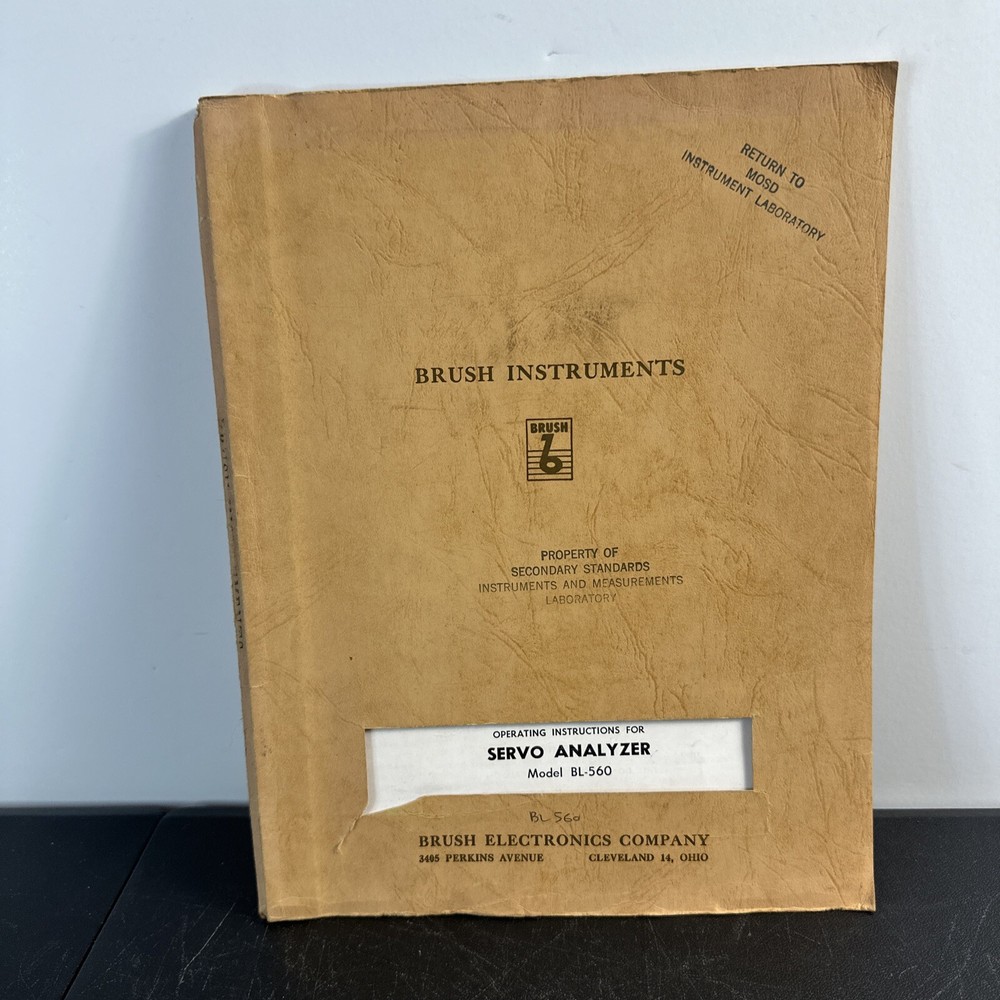 RETURN TO
MOSD
INSTRUMENT LABORATORY
BRUSH INSTRUMENTS
BRUSH
PROPERTY OF
SECONDARY STANDARDS
INSTRUMENTS AND MEASUREMENTS
LABORATORY
OPERATING INSTRUCTIONS FOR
SERVO ANALYZER
Model BL-560
BL 560
BRUSH ELECTRONICS COMPANY
3405 PERKINS AVENUE CLEVELAND 14, OHIO